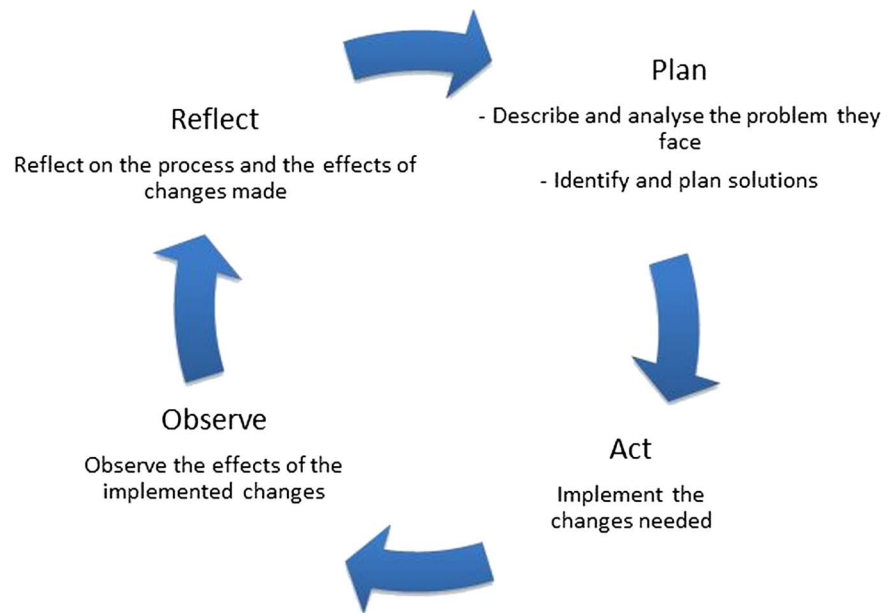 Plan
- Describe and analyse the problem they
face
- Identify and plan solutions
Act
Implement the
changes needed
Observe
Observe the effects of the
implemented changes
Reflect
Reflect on the process and the effects of
changes made